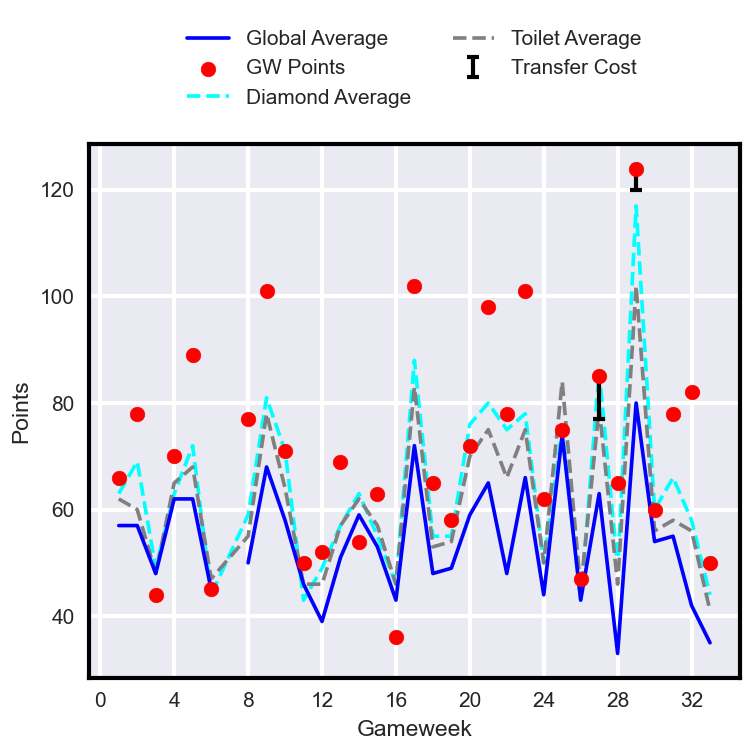 Global Average
GW Points
Diamond Average
Toilet Average
Transfer Cost
Points
120
100
80
60
40
0 4 8 12 16 20 24 28 32
Gameweek